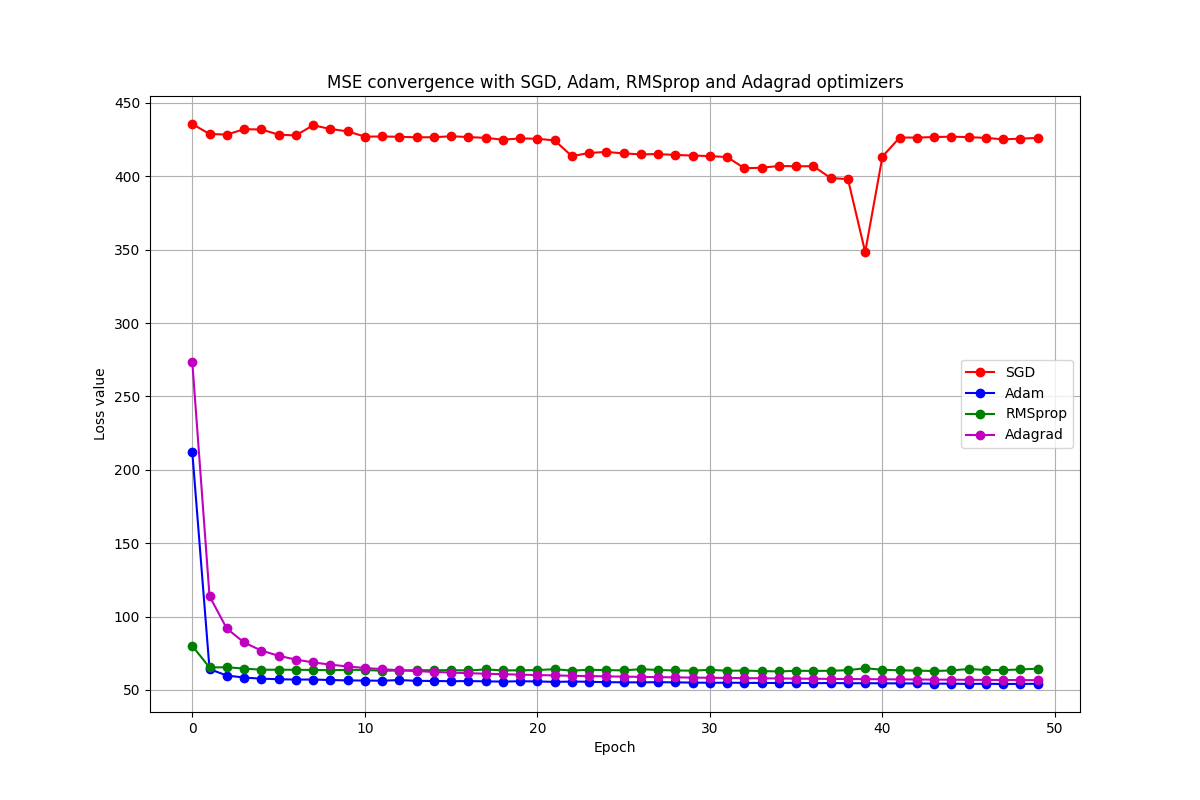 MSE convergence with SGD, Adam, RMSprop and Adagrad optimizers
450
400
350
300
250
200
150
100
50
Loss value
SGD
Adam
RMSprop
Adagrad
0 10 20 30 40 50
Epoch